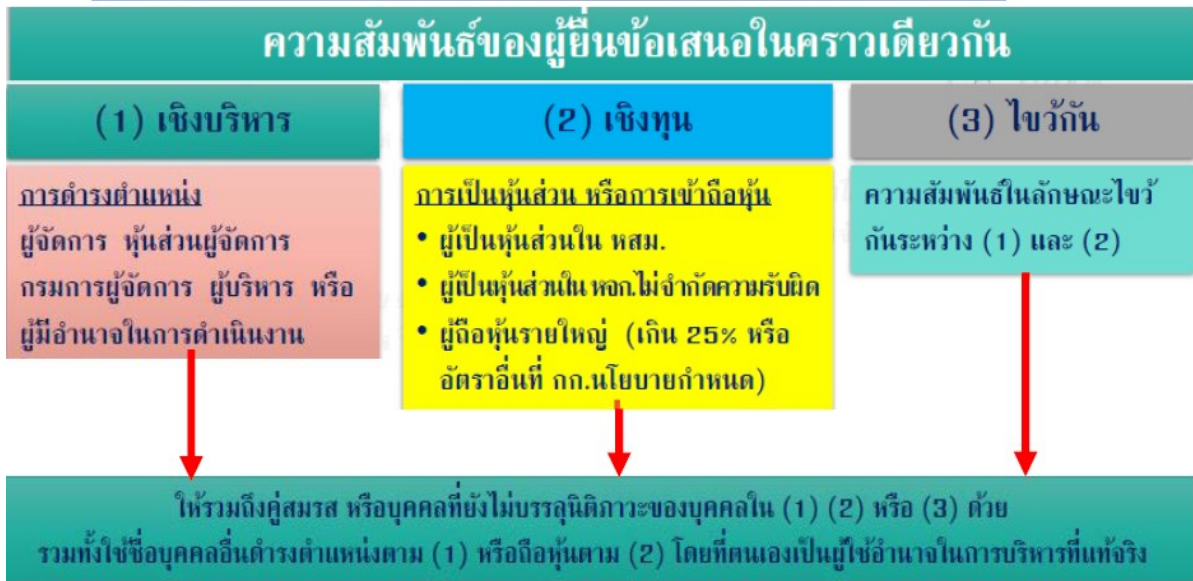 ความสัมพันธ์ของผู้ยื่นข้อเสนอในคราวเดียวกัน
(1) เชิงบริหาร
การดำรงตำแหน่ง
ผู้จัดการ หุ้นส่วนผู้จัดการ
กรมการผู้จัดการ ผู้บริหาร หรือ
ผู้มีอำนาจในการดำเนินงาน
(2) เชิงทุน
การเป็นหุ้นส่วน หรือการเข้าถือหุ้น
• ผู้เป็นหุ้นส่วนใน หสม.
• ผู้เป็นหุ้นส่วนใน หจก.ไม่จำกัดความรับผิด
• ผู้ถือหุ้นรายใหญ่ (เกิน 25% หรือ
อัตราอื่นที่ กก.นโยบายกำหนด)
(3) ไขว้กัน
ความสัมพันธ์ในลักษณะไขว้
กันระหว่าง (1) และ (2)
ให้รวมถึงคู่สมรส หรือบุคคลที่ยังไม่บรรลุนิติภาวะของบุคคลใน (1) (2) หรือ (3) ด้วย
รวมทั้งใช้ชื่อบุคคลอื่นดำรงตำแหน่งตาม (1) หรือถือหุ้นตาม (2) โดยที่ตนเองเป็นผู้ใช้อำนาจในการบริหารที่แท้จริง